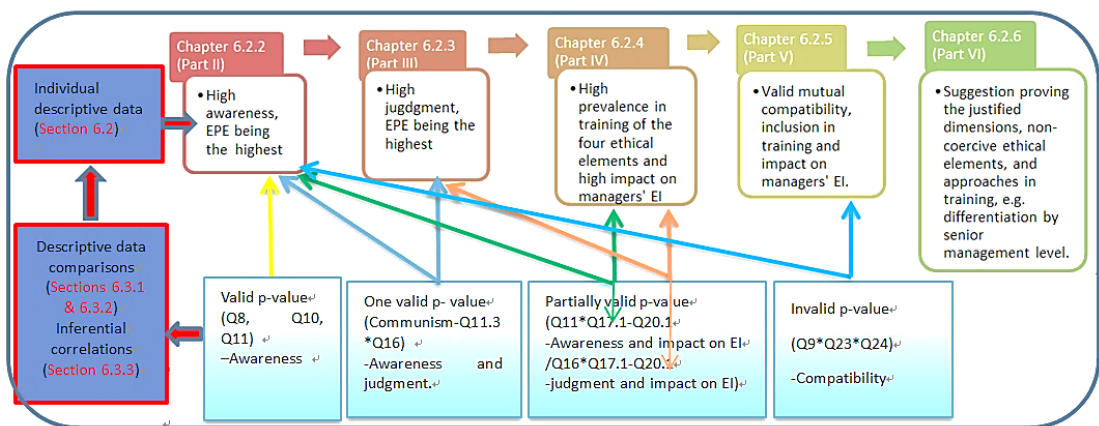 Chapter 6.2.2
(Part II)
Chapter 6.2.3
(Part III)
Chapter 6.2.4
(Part IV)
Chapter 6.2.5
(Part V)
Chapter 6.2.6
(Part VI)
Individual
descriptive data
(Section 6.2)
• High
awareness,
EPE being
the highest
• High
jugdgment,
EPE being the
highest
• High
prevalence in
training of the
four ethical
elements and
high impact on
managers' EI
• Valid mutual
compatibility,
inclusion in
training and
impact on
managers' EI.
• Suggestion proving
the justified
dimensions, non-
coercive ethical
elements, and
approaches in
training, e.g.
differentiation by
senior
management level.
Descriptive data
comparisons
(Sections 6.3.1
& 6.3.2)
Inferential
correlations
(Section 6.3.3)
Valid p-value
(Q8, Q10,
Q11)
–Awareness
One valid p- value
(Communism-Q11.3
*Q16)
-Awareness and
judgment.
Partially valid p-value
(Q11*Q17.1-Q20.1
-Awareness and impact on EI
/Q16*Q17.1-Q20.1
-judgment and impact on EI)
Invalid p-value
(Q9*Q23*Q24)
-Compatibility